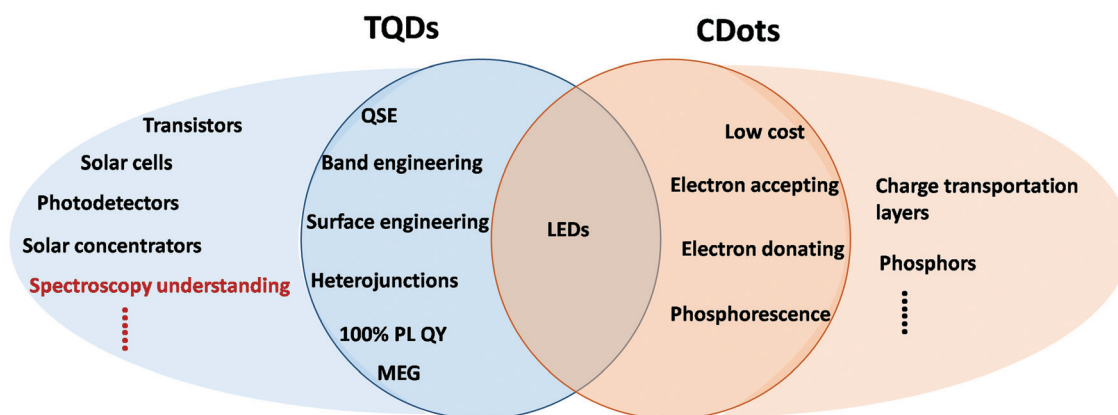 TQDs
CDots
Transistors
Solar cells
Photodetectors
Solar concentrators
Spectroscopy understanding
QSE
Band engineering
Surface engineering
Heterojunctions
100% PL QY
MEG
LEDs
Low cost
Electron accepting
Electron donating
Phosphorescence
Charge transportation
layers
Phosphors